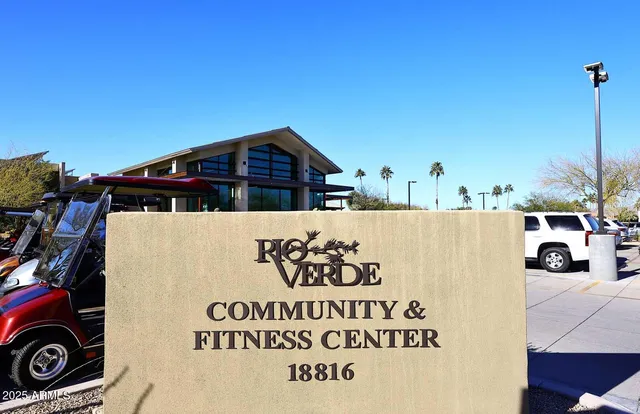 RIO
VERDE
COMMUNITY &
FITNESS CENTER
18816
2025 ARMLS